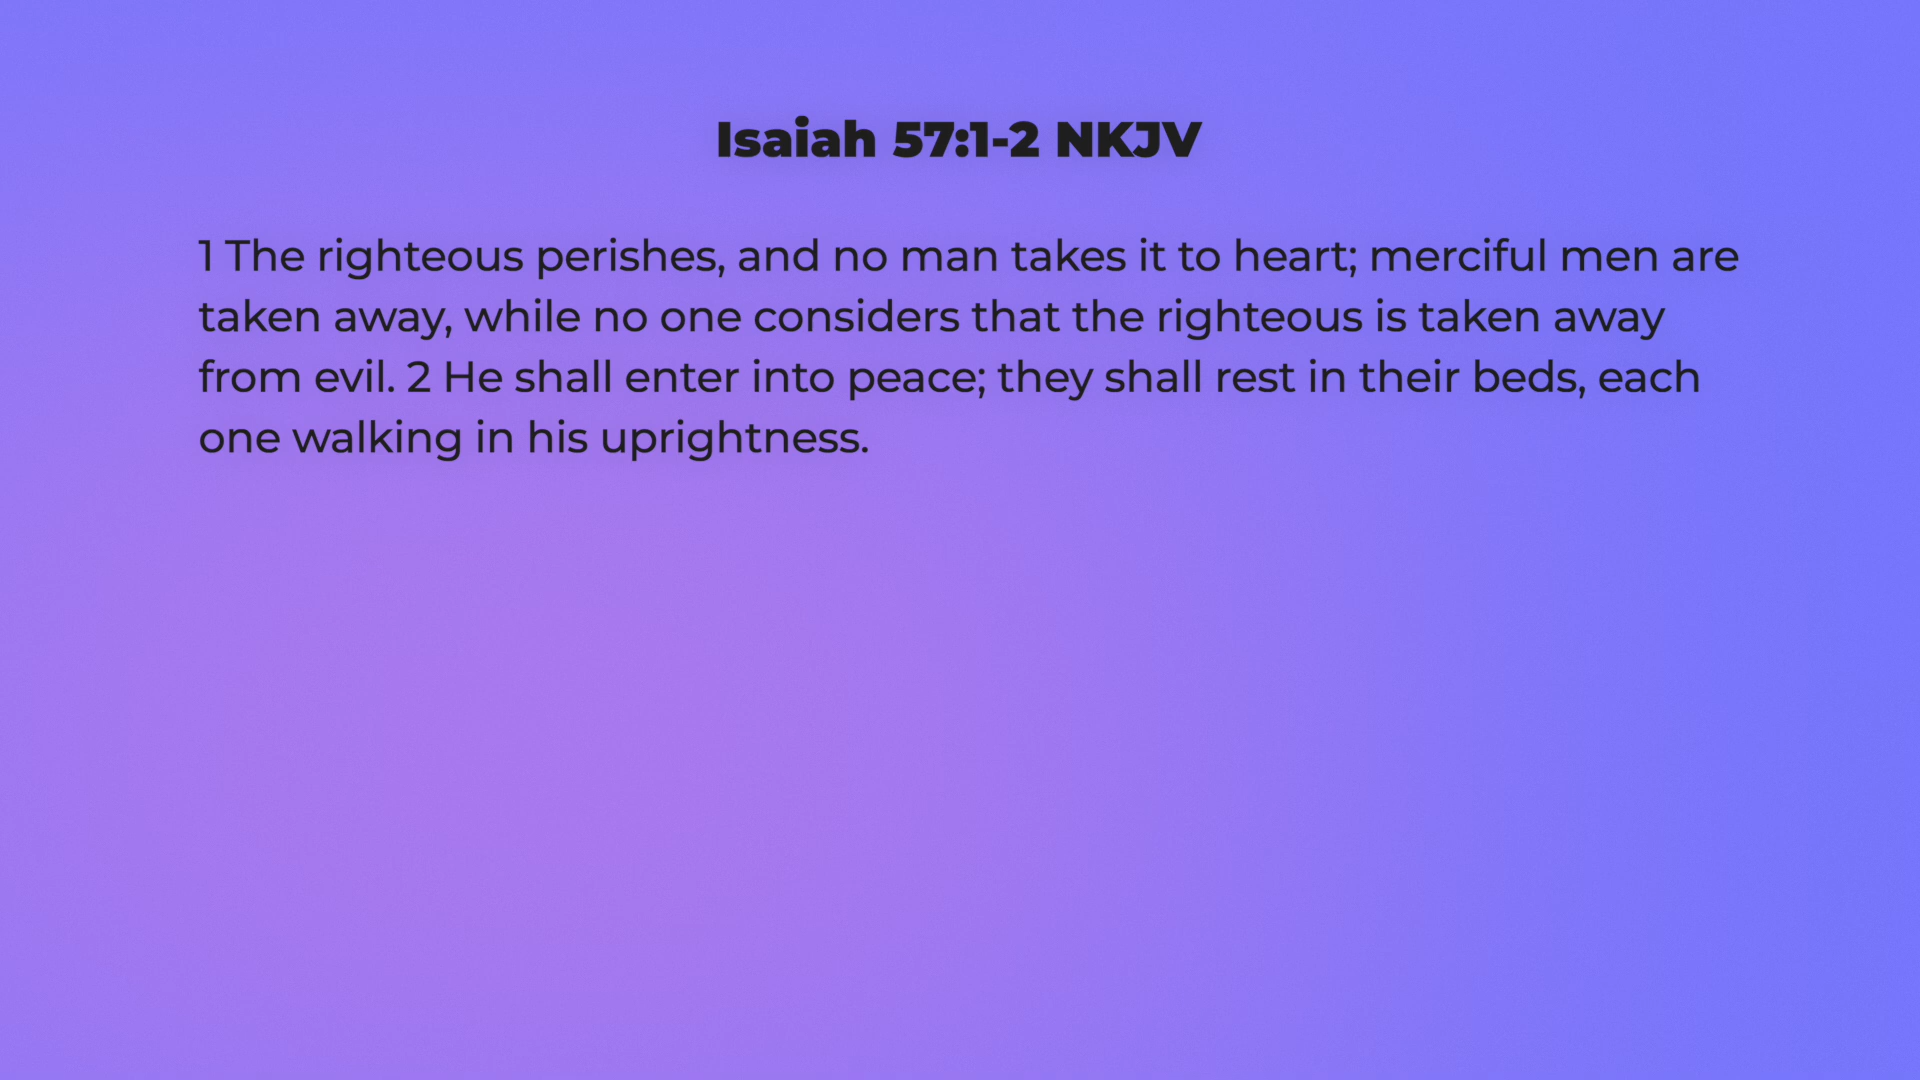 Isaiah 57:1-2 NKJV
1 The righteous perishes, and no man takes it to heart; merciful men are
taken away, while no one considers that the righteous is taken away
from evil. 2 He shall enter into peace; they shall rest in their beds, each
one walking in his uprightness.